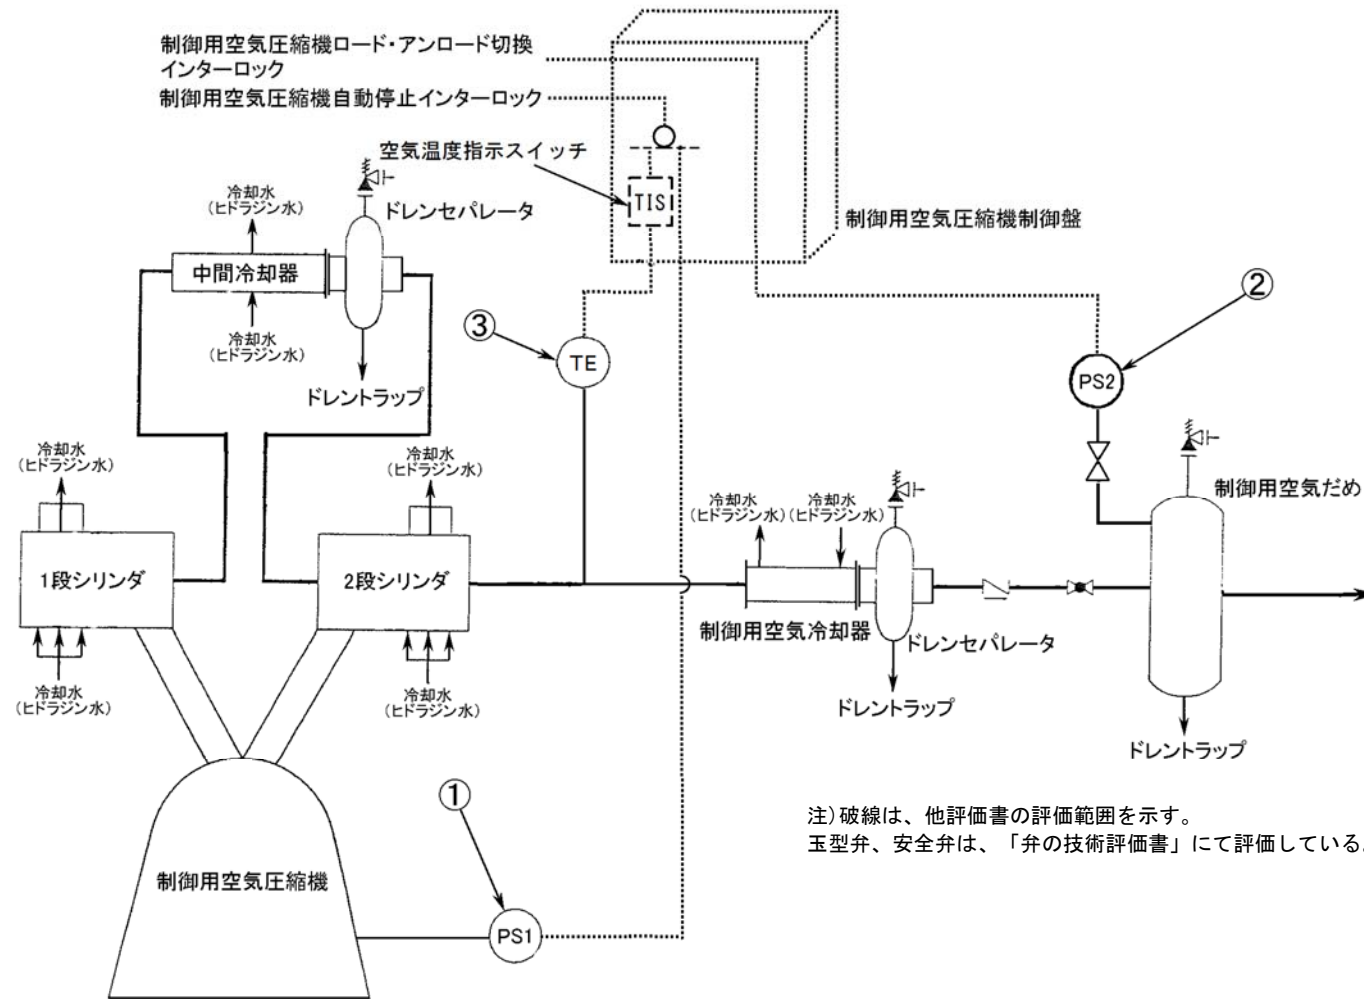 制御用空気圧縮機ロード・アンロード切換
インターロック
制御用空気圧縮機自動停止インターロック
空気温度指示スイッチ
TIS
制御用空気圧縮機制御盤
冷却水
(ヒドラジン水)
ドレンセパレータ
中間冷却器
冷却水
(ヒドラジン水)
ドレントラップ
③
TE
②
PS2
冷却水
(ヒドラジン水)
冷却水
(ヒドラジン水)
1段シリンダ
2段シリンダ
冷却水
(ヒドラジン水)
冷却水
(ヒドラジン水)
冷却水
(ヒドラジン水)
冷却水
(ヒドラジン水)
制御用空気だめ
制御用空気冷却器
ドレンセパレータ
ドレントラップ
ドレントラップ
①
制御用空気圧縮機
PS1
注)破線は、他評価書の評価範囲を示す。
玉型弁、安全弁は、「弁の技術評価書」にて評価している。